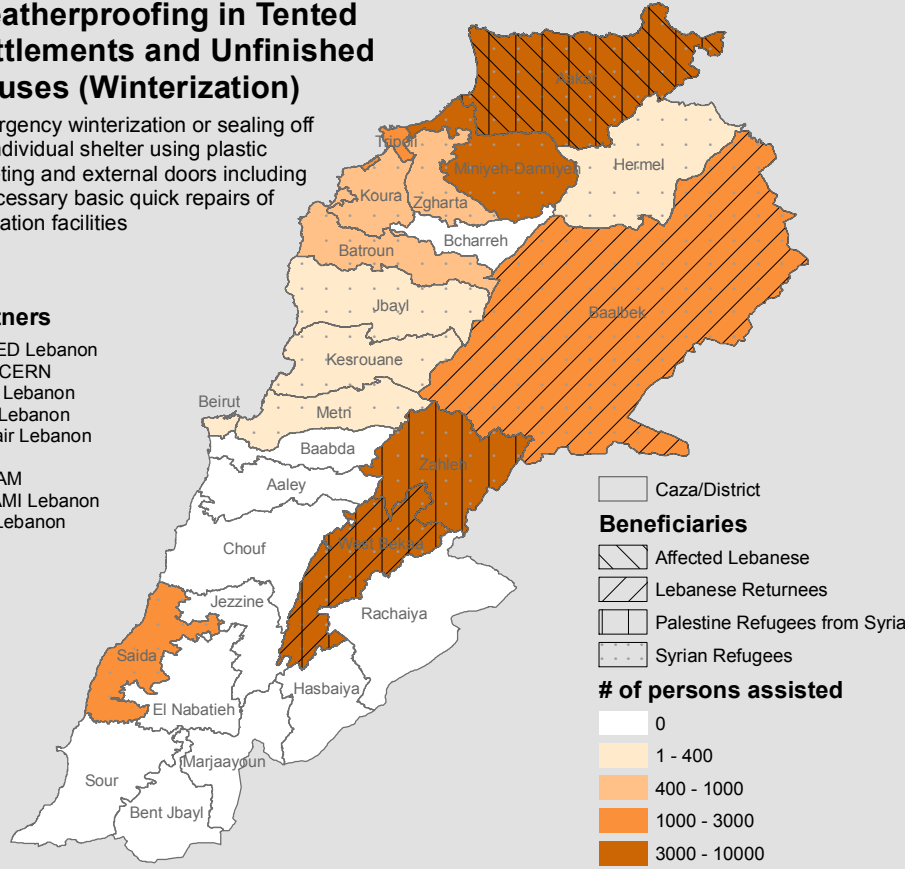 eatherproofing in Tented
ttlements and Unfinished
uses (Winterization)
rgency winterization or sealing off
ndividual shelter using plastic
ting and external doors including
cessary basic quick repairs of
ation facilities
tners
ED Lebanon
CERN
Lebanon
Lebanon
air Lebanon
AM
AMI Lebanon
Lebanon
Akkar
Tripoli
Miniyeh-Danniyeh
Hermel
Koura
Zgharta
Bcharreh
Batroun
Jbayl
Baalbek
Kesrouane
Beirut
Metn
Baabda
Zahleh
Aaley
Chouf
West Bekaa
Jezzine
Rachaiya
Saida
Hasbaiya
El Nabatieh
Marjaayoun
Sour
Bent Jbayl
Caza/District
Beneficiaries
Affected Lebanese
Lebanese Returnees
Palestine Refugees from Syria
Syrian Refugees
# of persons assisted
0
1 - 400
400 - 1000
1000 - 3000
3000 - 10000